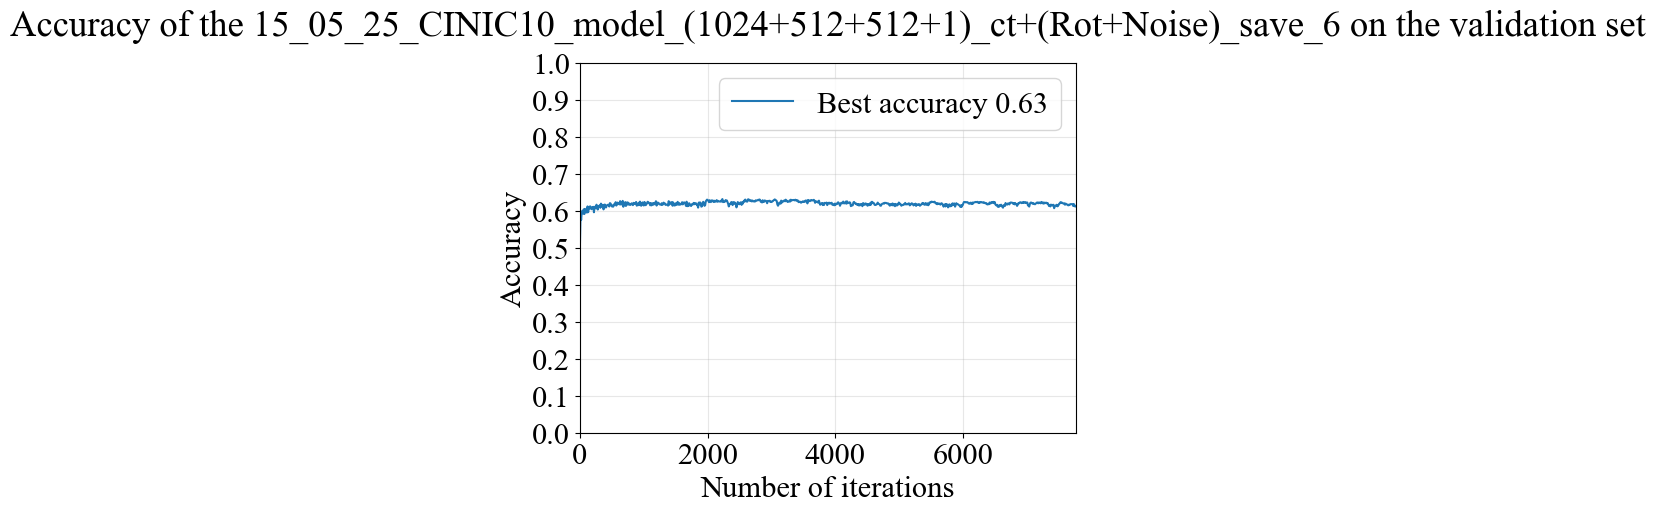 Accuracy of the 15_05_25_CINIC10_model_(1024+512+512+1)_ct+(Rot+Noise)_save_6 on the validation set
1.0
0.9
0.8
0.7
0.6
0.5
0.4
0.3
0.2
0.1
0.0
Accuracy
Best accuracy 0.63
0 2000 4000 6000
Number of iterations